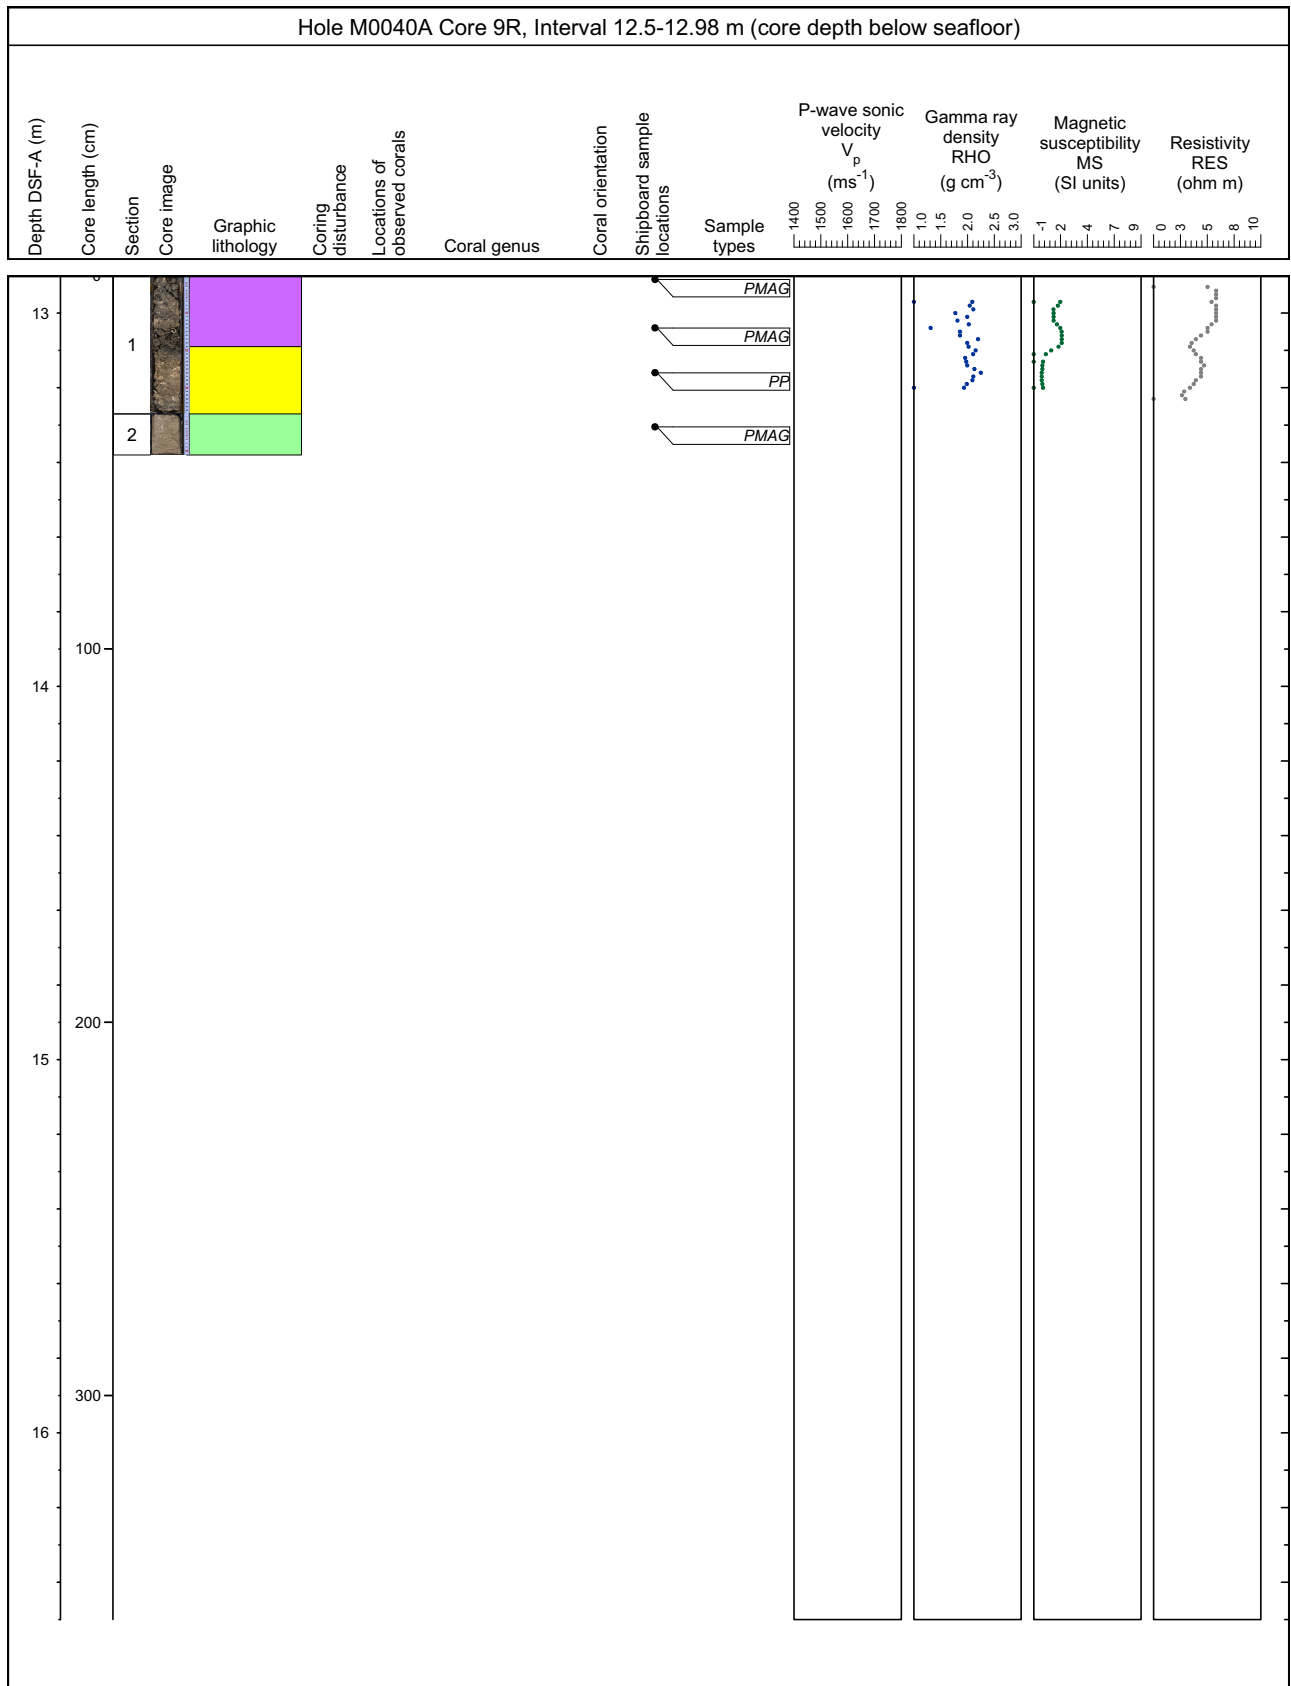 Hole M0040A Core 9R, Interval 12.5-12.98 m (core depth below seafloor)
Depth DSF-A (m)
Core length (cm)
Section
Core image
Graphic
lithology
Coring
disturbance
Locations of
observed corals
Coral genus
Coral orientation
Shipboard sample
locations
Sample
types
P-wave sonic
velocity
Vp
(ms-1)
1400 1500 1600 1700 1800
Gamma ray
density
RHO
(g cm-3)
1.0 1.5 2.0 2.5 3.0
Magnetic
susceptibility
MS
(SI units)
-1 2 4 7 9
Resistivity
RES
(ohm m)
0 3 5 8 10
0
PMAG
13
1
PMAG
PP
2
PMAG
100
14
200
15
300
16